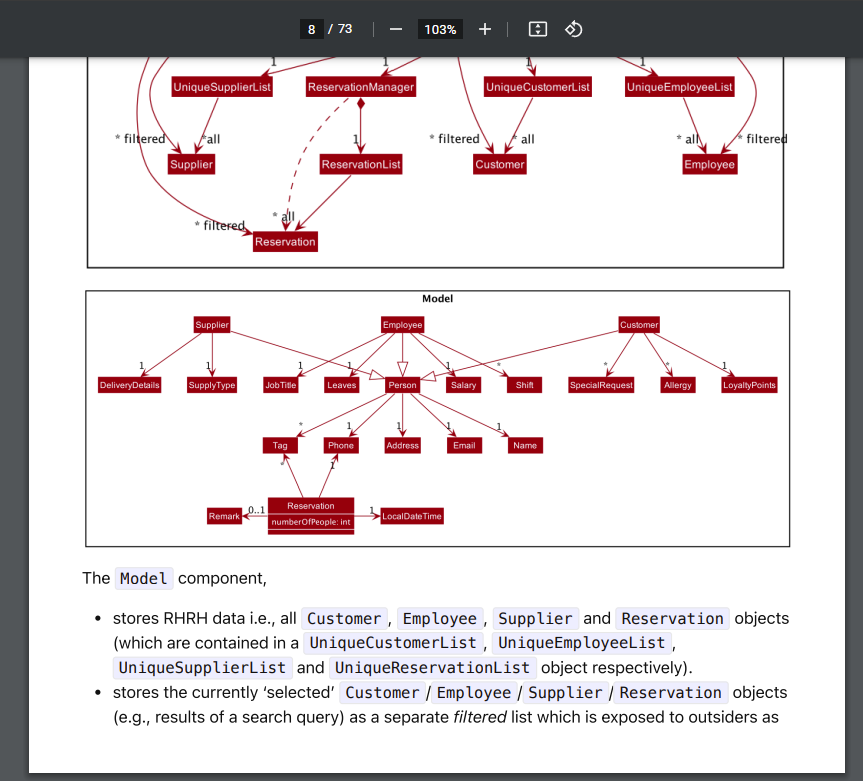 8 / 73 103%
1 1 1 1
UniqueSupplierList ReservationManager UniqueCustomerList UniqueEmployeeList
* filtered *all 1 * filtered * all * all * filtered
Supplier ReservationList Customer Employee
* all
* filtered
Reservation
Model
Supplier Employee Customer
1 1 1 1 1 * * * 1
DeliveryDetails SupplyType JobTitle Leaves Person Salary Shift SpecialRequest Allergy LoyaltyPoints
* 1 1 1 1
Tag Phone Address Email Name
* 1
Reservation
0..1 1
Remark numberOfPeople: int LocalDateTime
The Model component,
• stores RHRH data i.e., all Customer , Employee , Supplier and Reservation objects
(which are contained in a UniqueCustomerList , UniqueEmployeeList ,
UniqueSupplierList and UniqueReservationList object respectively).
• stores the currently ‘selected’ Customer / Employee / Supplier / Reservation objects
(e.g., results of a search query) as a separate filtered list which is exposed to outsiders as